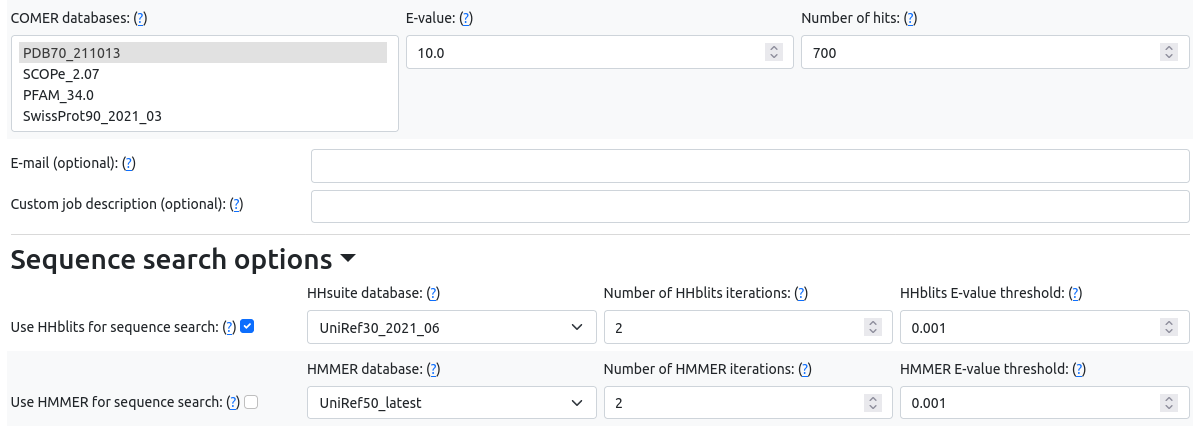 COMER databases: (?) E-value: (?) Number of hits: (?)
PDB70_211013 10.0 700
SCOPe_2.07
PFAM_34.0
SwissProt90_2021_03
E-mail (optional): (?)
Custom job description (optional): (?)
Sequence search options
HHsuite database: (?) Number of HHblits iterations: (?) HHblits E-value threshold: (?)
Use HHblits for sequence search: (?) UniRef30_2021_06 2 0.001
HMMER database: (?) Number of HMMER iterations: (?) HMMER E-value threshold: (?)
Use HMMER for sequence search: (?) UniRef50_latest 2 0.001